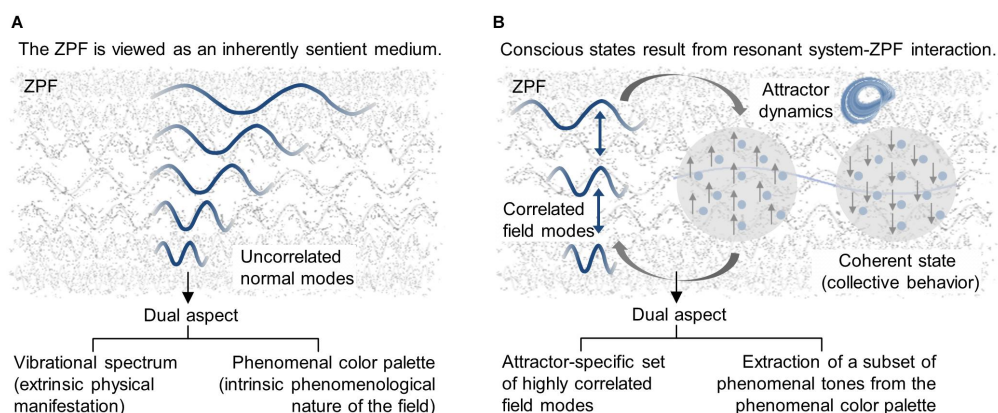 A
The ZPF is viewed as an inherently sentient medium.
ZPF
Uncorrelated
normal modes
Dual aspect
Vibrational spectrum
(extrinsic physical
manifestation)
Phenomenal color palette
(intrinsic phenomenological
nature of the field)
B
Conscious states result from resonant system-ZPF interaction.
ZPF
Attractor
dynamics
Correlated
field modes
Coherent state
(collective behavior)
Dual aspect
Attractor-specific set
of highly correlated
field modes
Extraction of a subset of
phenomenal tones from the
phenomenal color palette